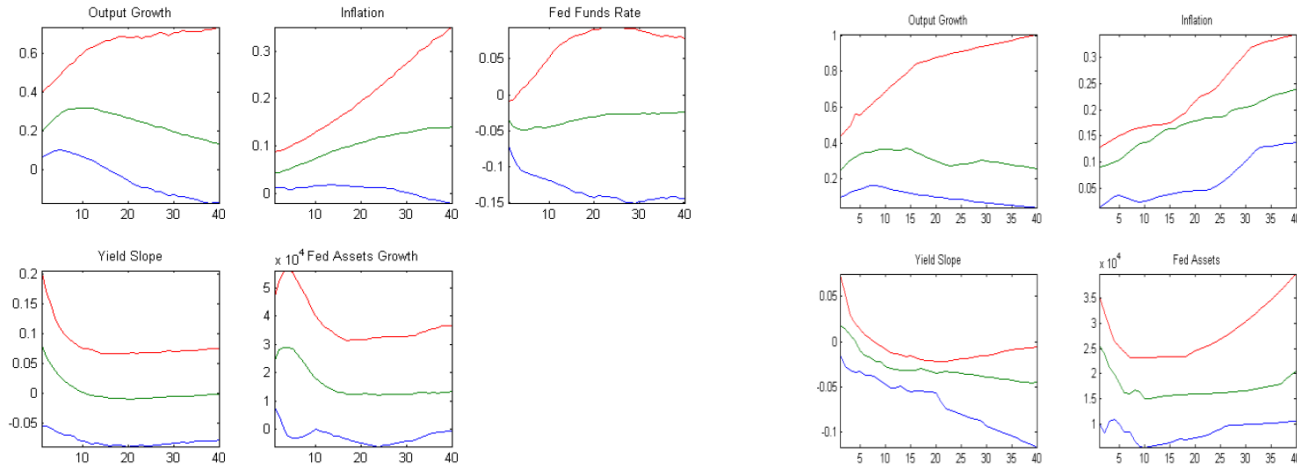 Output Growth
0.6
0.4
0.2
0
10 20 30 40
Inflation
0.3
0.2
0.1
0
10 20 30 40
Fed Funds Rate
0.05
0
-0.05
-0.1
-0.15
10 20 30 40
Yield Slope
0.2
0.15
0.1
0.05
0
-0.05
10 20 30 40
x 10^4 Fed Assets Growth
5
4
3
2
1
0
10 20 30 40
Output Growth
1
0.8
0.6
0.4
0.2
5 10 15 20 25 30 35 40
Inflation
0.3
0.25
0.2
0.15
0.1
0.05
5 10 15 20 25 30 35 40
Yield Slope
0.05
0
-0.05
-0.1
5 10 15 20 25 30 35 40
x 10^4 Fed Assets
3.5
3
2.5
2
1.5
1
5 10 15 20 25 30 35 40